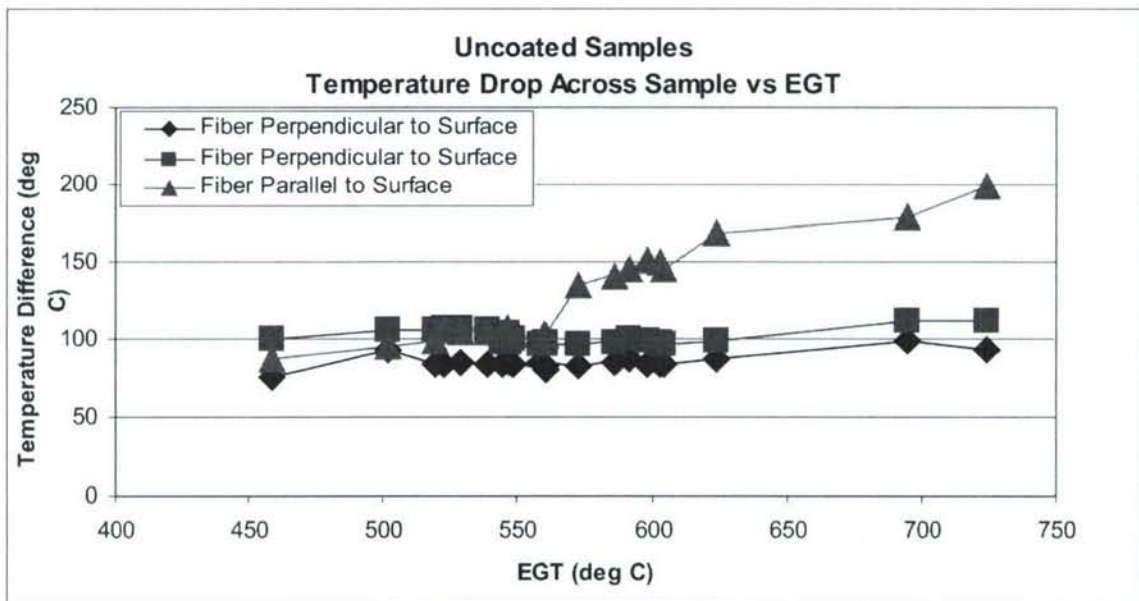 Uncoated Samples
Temperature Drop Across Sample vs EGT
Temperature Difference (deg
C)
250
200
150
100
50
0
Fiber Perpendicular to Surface
Fiber Perpendicular to Surface
Fiber Parallel to Surface
400
450
500
550
600
650
700
750
EGT (deg C)